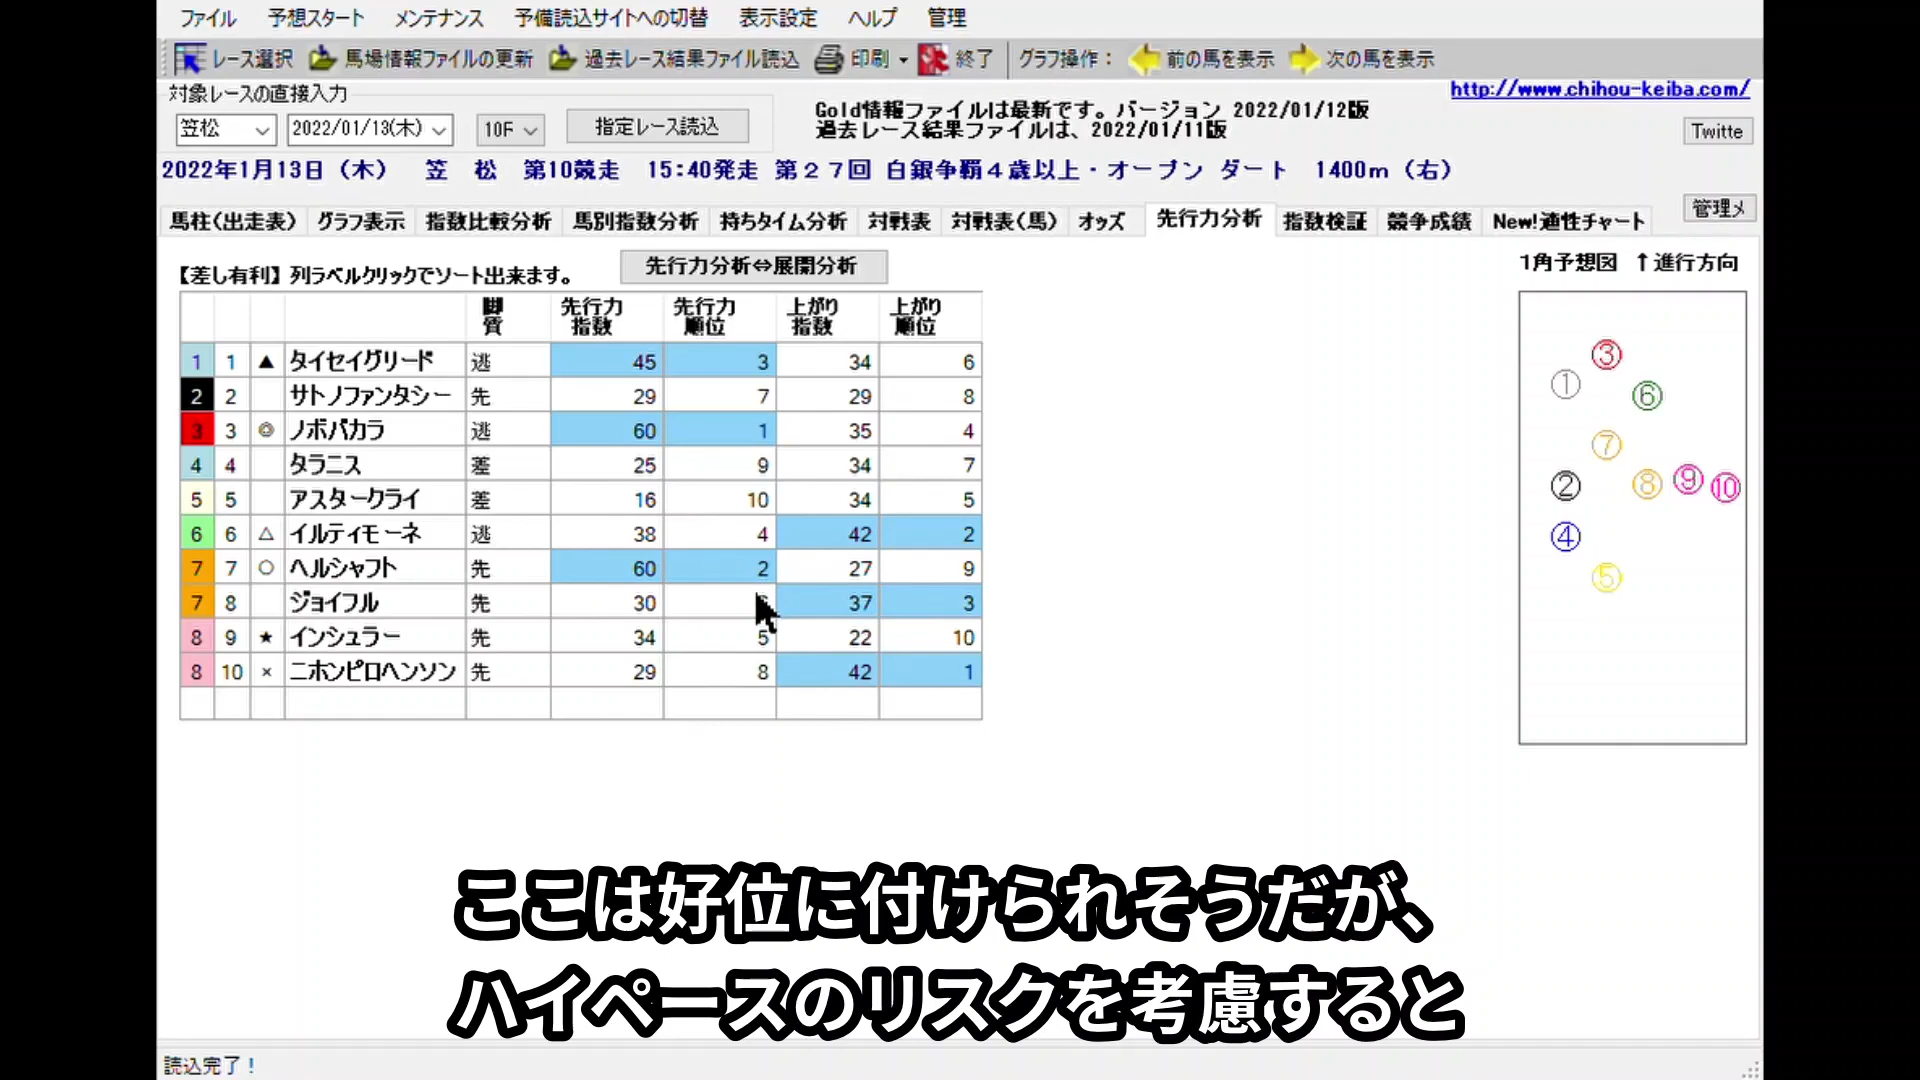 ファイル 予想スタート メンテナンス 予備読込サイトへの切替 表示設定 ヘルプ 管理
レース選択 馬場情報ファイルの更新 過去レース結果ファイル読込 印刷 終了 グラフ操作： 前の馬を表示 次の馬を表示
対象レースの直接入力
http://www.chihou-keiba.com/
笠松 2022/01/13(木) 10F 指定レース読込
Gold情報ファイルは最新です。バージョン 2022/01/12版
過去レース結果ファイルは、2022/01/11版
Twitte
2022年1月13日（木） 笠 松 第10競走 15:40発走 第２７回 白銀争覇４歳以上・オープン ダート 1400m（右）
管理メ
馬柱(出走表) グラフ表示 指数比較分析 馬別指数分析 持ちタイム分析 対戦表 対戦表(馬) オッズ 先行力分析 指数検証 競争成績 New!適性チャート
【差し有利】列ラベルクリックでソート出来ます。 先行力分析⇔展開分析
1角予想図 ↑進行方向
脚質 先行力指数 先行力順位 上がり指数 上がり順位
1 1 ▲ タイセイグリード 逃 45 3 34 6
2 2 サトノファンタシー 先 29 7 29 8
3 3 ◎ ノボバカラ 逃 60 1 35 4
4 4 タラニス 差 25 9 34 7
5 5 アスタークライ 差 16 10 34 5
6 6 △ イルティモーネ 逃 38 4 42 2
7 7 ○ ヘルシャフト 先 60 2 27 9
7 8 ジョイフル 先 30 37 3
8 9 ★ インシュラー 先 34 5 22 10
8 10 × ニホンピロヘンソン 先 29 8 42 1
③
①
⑥
⑦
② ⑧ ⑨ ⑩
④
⑤
ここは好位に付けられそうだが、
ハイペースのリスクを考慮すると
読込完了！